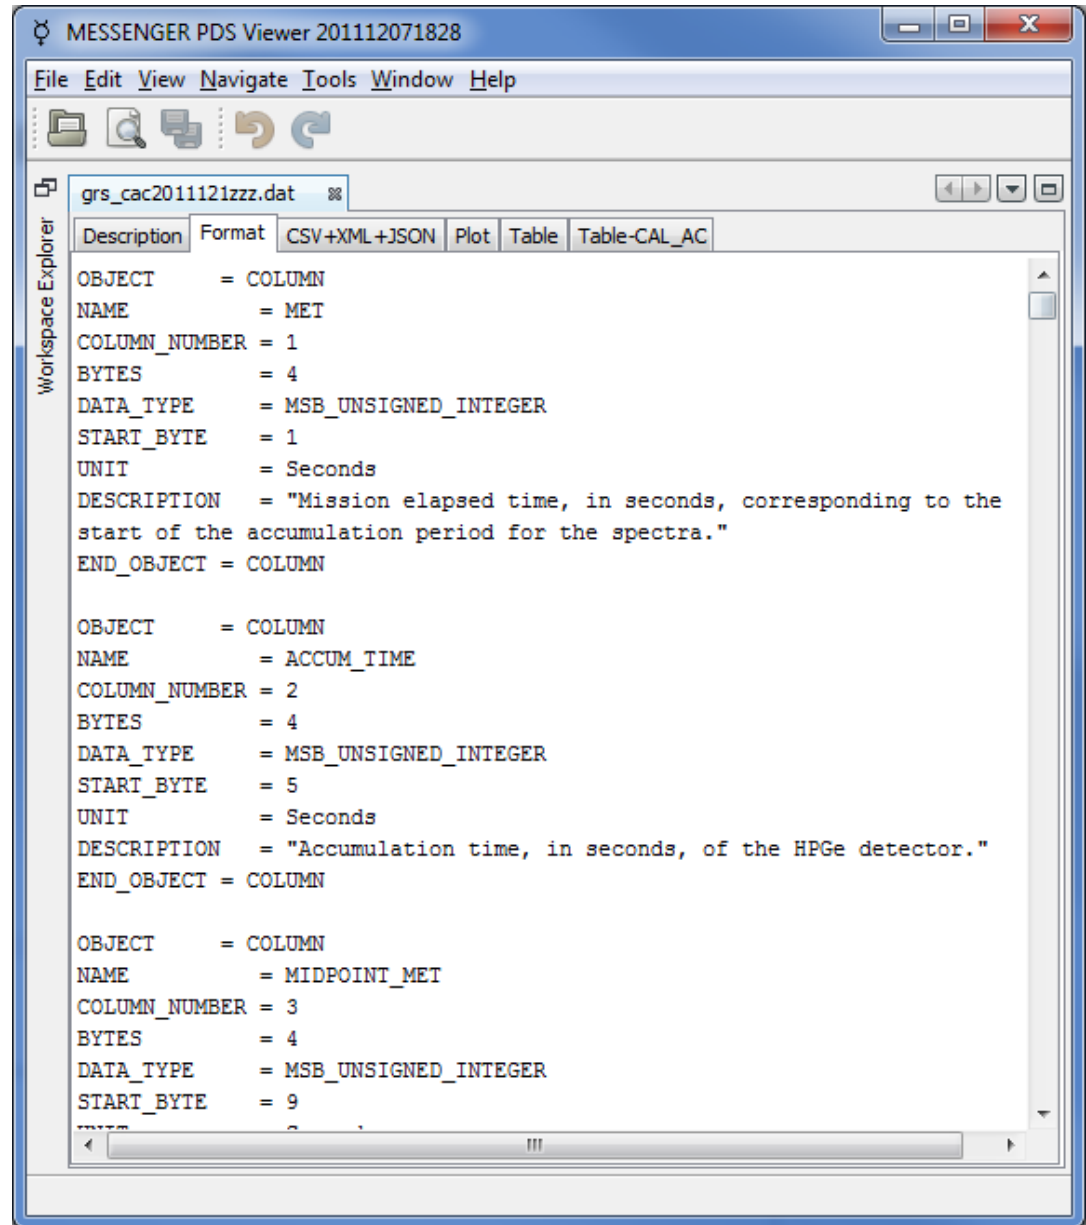 MESSENGER PDS Viewer 201112071828
File Edit View Navigate Tools Window Help
Workspace Explorer
grs_cac2011121zzz.dat
Description Format CSV+XML+JSON Plot Table Table-CAL_AC
OBJECT = COLUMN
NAME = MET
COLUMN_NUMBER = 1
BYTES = 4
DATA_TYPE = MSB_UNSIGNED_INTEGER
START_BYTE = 1
UNIT = Seconds
DESCRIPTION = "Mission elapsed time, in seconds, corresponding to the
start of the accumulation period for the spectra."
END_OBJECT = COLUMN
OBJECT = COLUMN
NAME = ACCUM_TIME
COLUMN_NUMBER = 2
BYTES = 4
DATA_TYPE = MSB_UNSIGNED_INTEGER
START_BYTE = 5
UNIT = Seconds
DESCRIPTION = "Accumulation time, in seconds, of the HPGe detector."
END_OBJECT = COLUMN
OBJECT = COLUMN
NAME = MIDPOINT_MET
COLUMN_NUMBER = 3
BYTES = 4
DATA_TYPE = MSB_UNSIGNED_INTEGER
START_BYTE = 9